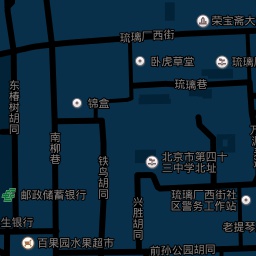 荣宝斋大
琉璃厂西街
卧虎草堂
琉璃厂
琉璃巷
东椿树胡同
锦盒
南柳巷
铁鸟胡同
北京市第四十
三中学北址
邮政储蓄银行
琉璃厂西街社
区警务工作站
兴胜胡同
生银行
老提琴
百果园水果超市
前孙公园胡同